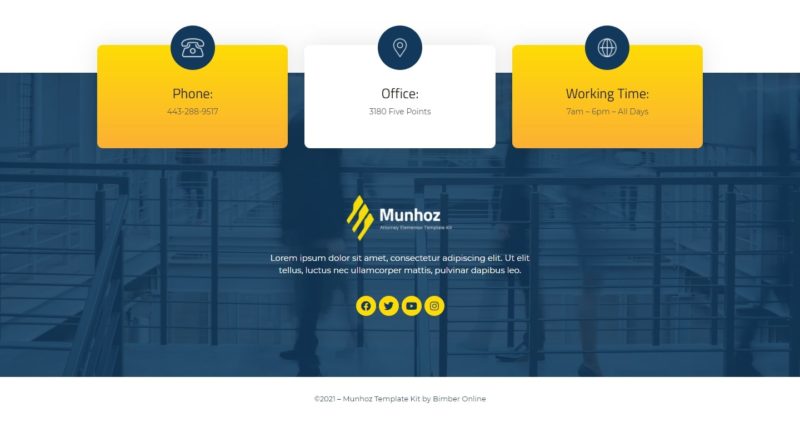 Phone:
443-288-9517
Office:
3180 Five Points
Working Time:
7am – 6pm – All Days
Munhoz
Attorney Elementor Template Kit
Lorem ipsum dolor sit amet, consectetur adipiscing elit. Ut elit
tellus, luctus nec ullamcorper mattis, pulvinar dapibus leo.
©2021 – Munhoz Template Kit by Bimber Online